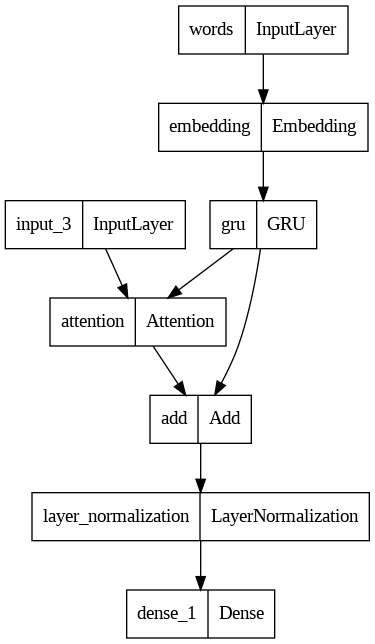 words InputLayer
embedding Embedding
input_3 InputLayer
gru GRU
attention Attention
add Add
layer_normalization LayerNormalization
dense_1 Dense